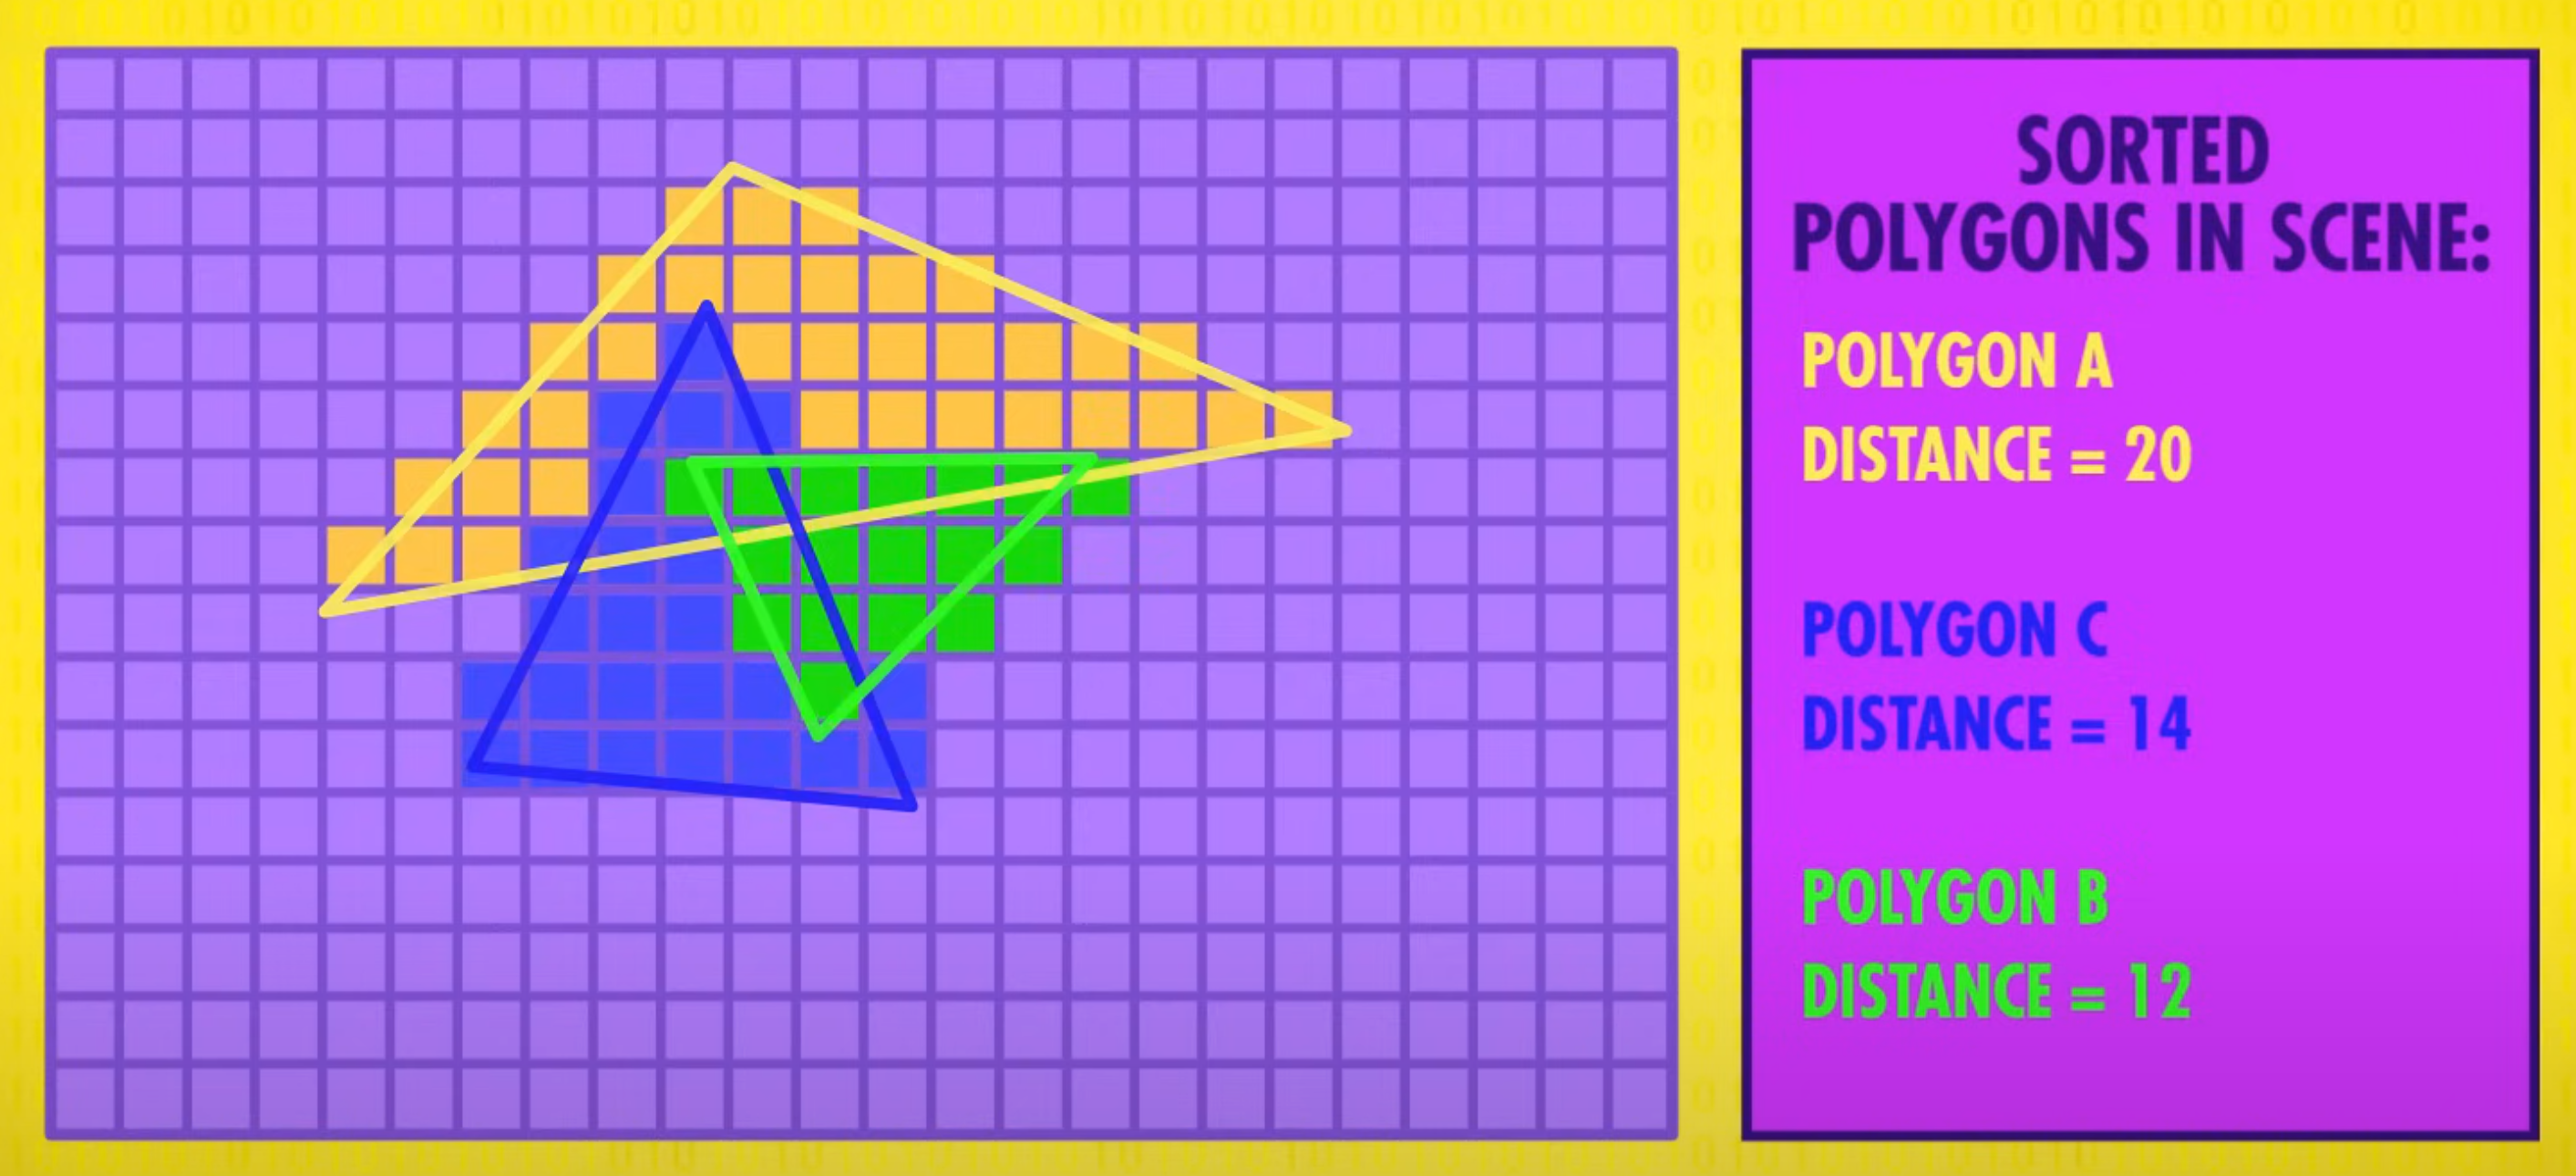 SORTED
POLYGONS IN SCENE:
POLYGON A
DISTANCE = 20
POLYGON C
DISTANCE = 14
POLYGON B
DISTANCE = 12